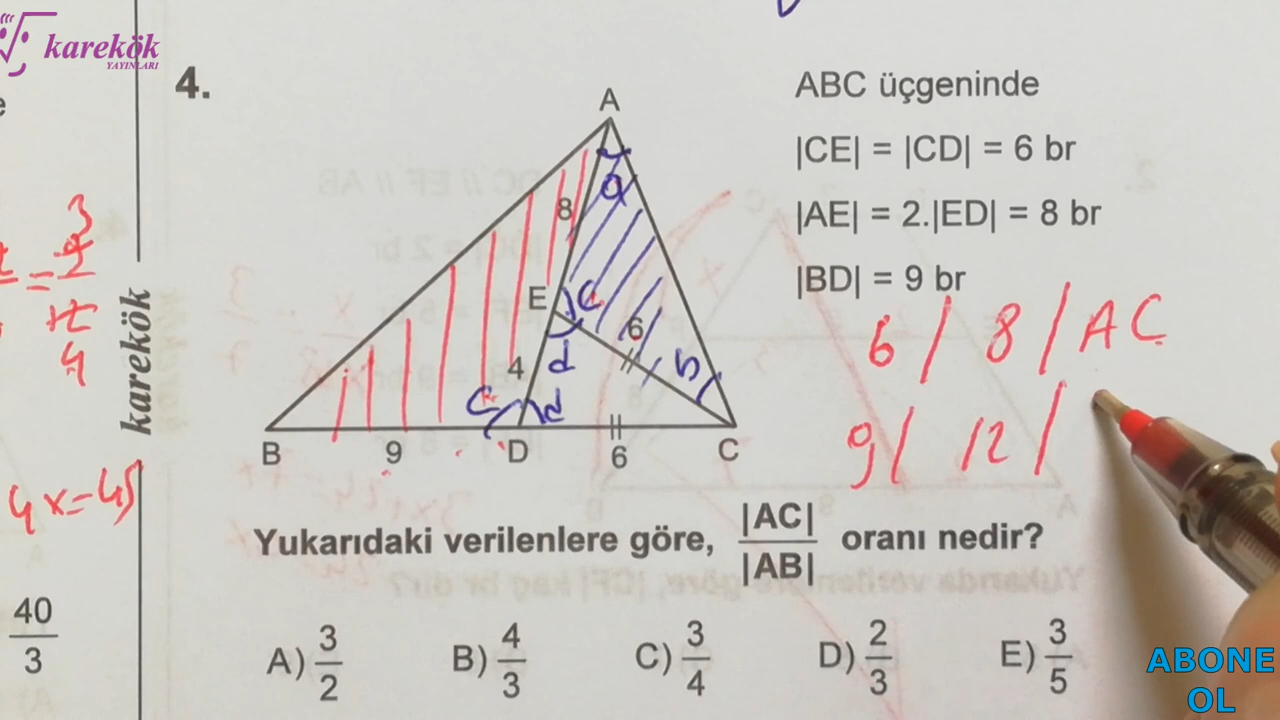 karekök
YAYINLARI
4.
ABC üçgeninde
|CE| = |CD| = 6 br
|AE| = 2.|ED| = 8 br
|BD| = 9 br
A
a
8
E
c
6
4
d
b
c
d
B
9
D
6
C
6 / 8 / AC
9 / 12 /
karekök
3
4
4x=45
40
3
Yukarıdaki verilenlere göre, |AC| / |AB| oranı nedir?
A) 3/2 B) 4/3 C) 3/4 D) 2/3 E) 3/5
ABONE
OL